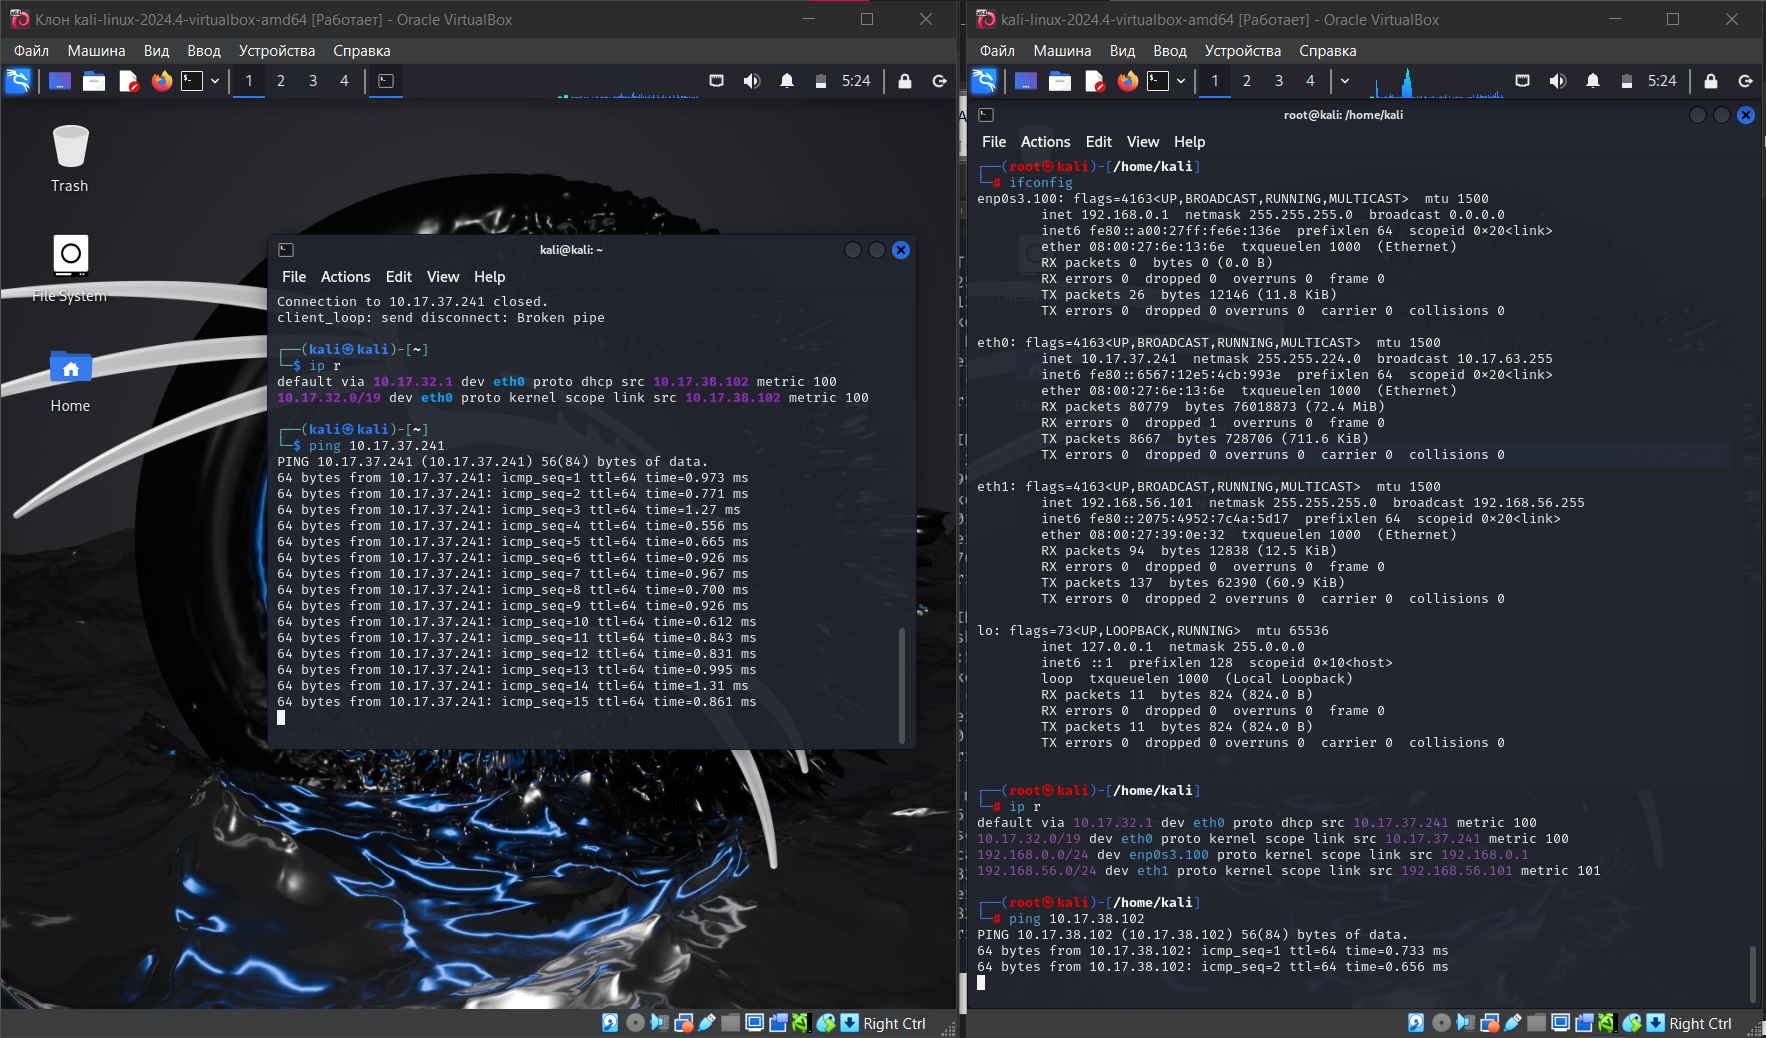 Клон kali-linux-2024.4-virtualbox-amd64 [Работает] - Oracle VirtualBox
Файл Машина Вид Ввод Устройства Справка
1 2 3 4 5:24
Trash
File System
Home
kali@kali: ~
File Actions Edit View Help
Connection to 10.17.37.241 closed.
client_loop: send disconnect: Broken pipe
┌──(kali㉿kali)-[~]
└─$ ip r
default via 10.17.32.1 dev eth0 proto dhcp src 10.17.38.102 metric 100
10.17.32.0/19 dev eth0 proto kernel scope link src 10.17.38.102 metric 100
┌──(kali㉿kali)-[~]
└─$ ping 10.17.37.241
PING 10.17.37.241 (10.17.37.241) 56(84) bytes of data.
64 bytes from 10.17.37.241: icmp_seq=1 ttl=64 time=0.973 ms
64 bytes from 10.17.37.241: icmp_seq=2 ttl=64 time=0.771 ms
64 bytes from 10.17.37.241: icmp_seq=3 ttl=64 time=1.27 ms
64 bytes from 10.17.37.241: icmp_seq=4 ttl=64 time=0.556 ms
64 bytes from 10.17.37.241: icmp_seq=5 ttl=64 time=0.665 ms
64 bytes from 10.17.37.241: icmp_seq=6 ttl=64 time=0.926 ms
64 bytes from 10.17.37.241: icmp_seq=7 ttl=64 time=0.967 ms
64 bytes from 10.17.37.241: icmp_seq=8 ttl=64 time=0.700 ms
64 bytes from 10.17.37.241: icmp_seq=9 ttl=64 time=0.926 ms
64 bytes from 10.17.37.241: icmp_seq=10 ttl=64 time=0.612 ms
64 bytes from 10.17.37.241: icmp_seq=11 ttl=64 time=0.843 ms
64 bytes from 10.17.37.241: icmp_seq=12 ttl=64 time=0.831 ms
64 bytes from 10.17.37.241: icmp_seq=13 ttl=64 time=0.995 ms
64 bytes from 10.17.37.241: icmp_seq=14 ttl=64 time=1.31 ms
64 bytes from 10.17.37.241: icmp_seq=15 ttl=64 time=0.861 ms
Right Ctrl
kali-linux-2024.4-virtualbox-amd64 [Работает] - Oracle VirtualBox
Файл Машина Вид Ввод Устройства Справка
1 2 3 4 5:24
root@kali: /home/kali
File Actions Edit View Help
┌──(root㉿kali)-[/home/kali]
└─# ifconfig
enp0s3.100: flags=4163<UP,BROADCAST,RUNNING,MULTICAST>  mtu 1500
inet 192.168.0.1  netmask 255.255.255.0  broadcast 0.0.0.0
inet6 fe80::a00:27ff:fe6e:136e  prefixlen 64  scopeid 0×20<link>
ether 08:00:27:6e:13:6e  txqueuelen 1000  (Ethernet)
RX packets 0  bytes 0 (0.0 B)
RX errors 0  dropped 0  overruns 0  frame 0
TX packets 26  bytes 12146 (11.8 KiB)
TX errors 0  dropped 0 overruns 0  carrier 0  collisions 0
eth0: flags=4163<UP,BROADCAST,RUNNING,MULTICAST>  mtu 1500
inet 10.17.37.241  netmask 255.255.224.0  broadcast 10.17.63.255
inet6 fe80::6567:12e5:4cb:993e  prefixlen 64  scopeid 0×20<link>
ether 08:00:27:6e:13:6e  txqueuelen 1000  (Ethernet)
RX packets 80779  bytes 76018873 (72.4 MiB)
RX errors 0  dropped 1  overruns 0  frame 0
TX packets 8667  bytes 728706 (711.6 KiB)
TX errors 0  dropped 0 overruns 0  carrier 0  collisions 0
eth1: flags=4163<UP,BROADCAST,RUNNING,MULTICAST>  mtu 1500
inet 192.168.56.101  netmask 255.255.255.0  broadcast 192.168.56.255
inet6 fe80::2075:4952:7c4a:5d17  prefixlen 64  scopeid 0×20<link>
ether 08:00:27:39:0e:32  txqueuelen 1000  (Ethernet)
RX packets 94  bytes 12838 (12.5 KiB)
RX errors 0  dropped 0  overruns 0  frame 0
TX packets 137  bytes 62390 (60.9 KiB)
TX errors 0  dropped 2 overruns 0  carrier 0  collisions 0
lo: flags=73<UP,LOOPBACK,RUNNING>  mtu 65536
inet 127.0.0.1  netmask 255.0.0.0
inet6 ::1  prefixlen 128  scopeid 0×10<host>
loop  txqueuelen 1000  (Local Loopback)
RX packets 11  bytes 824 (824.0 B)
RX errors 0  dropped 0  overruns 0  frame 0
TX packets 11  bytes 824 (824.0 B)
TX errors 0  dropped 0 overruns 0  carrier 0  collisions 0
┌──(root㉿kali)-[/home/kali]
└─# ip r
default via 10.17.32.1 dev eth0 proto dhcp src 10.17.37.241 metric 100
10.17.32.0/19 dev eth0 proto kernel scope link src 10.17.37.241 metric 100
192.168.0.0/24 dev enp0s3.100 proto kernel scope link src 192.168.0.1
192.168.56.0/24 dev eth1 proto kernel scope link src 192.168.56.101 metric 101
┌──(root㉿kali)-[/home/kali]
└─# ping 10.17.38.102
PING 10.17.38.102 (10.17.38.102) 56(84) bytes of data.
64 bytes from 10.17.38.102: icmp_seq=1 ttl=64 time=0.733 ms
64 bytes from 10.17.38.102: icmp_seq=2 ttl=64 time=0.656 ms
Right Ctrl